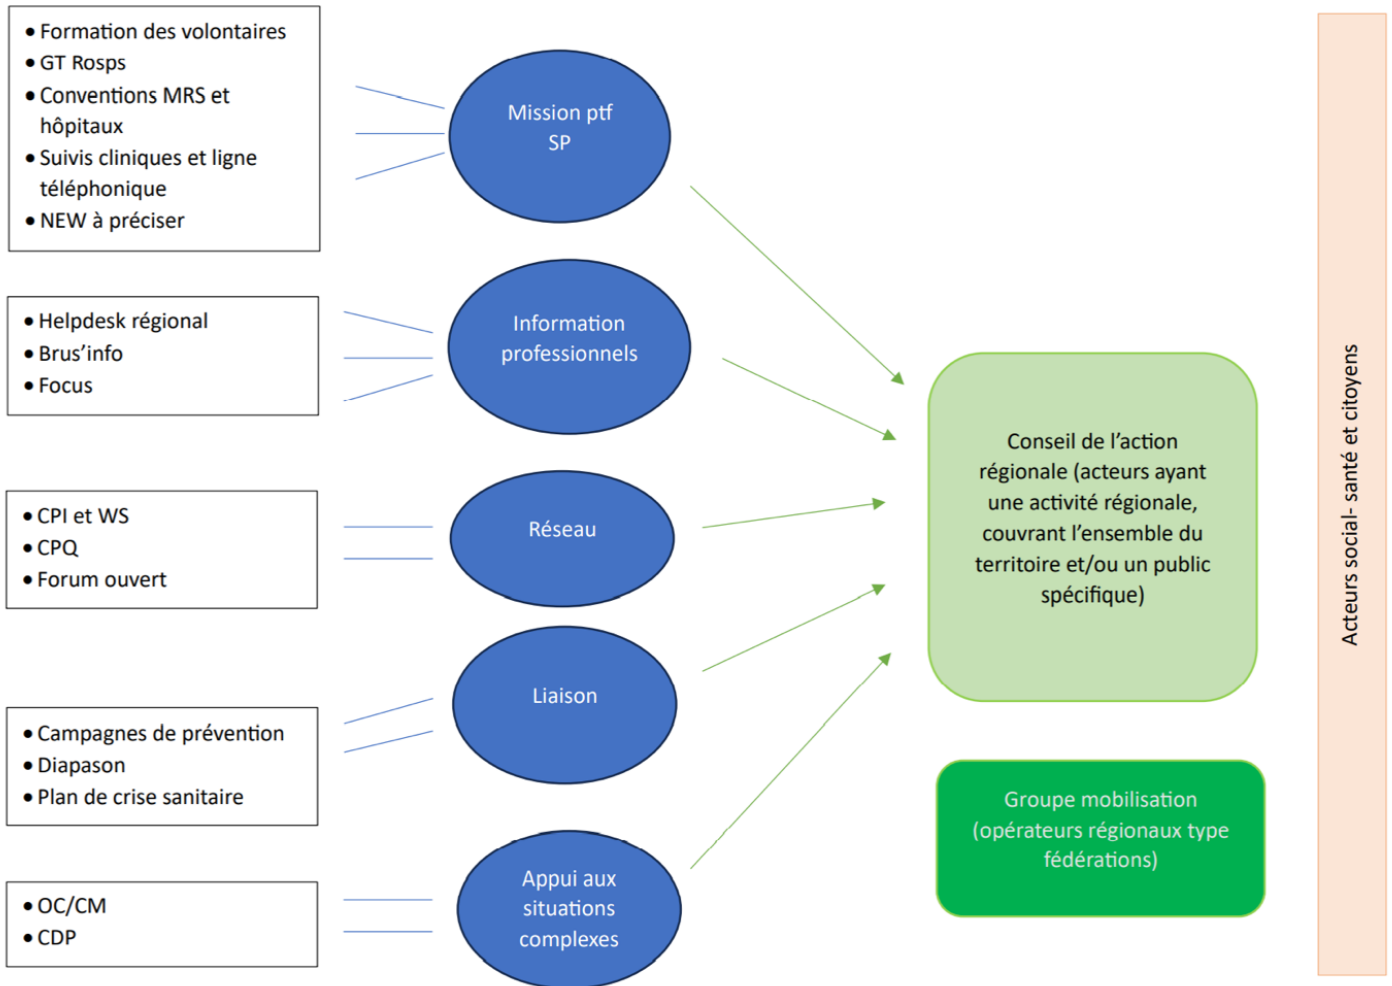 • Formation des volontaires
• GT Rosps
• Conventions MRS et
hôpitaux
• Suivis cliniques et ligne
téléphonique
• NEW à préciser
Mission ptf
SP
• Helpdesk régional
• Brus’info
• Focus
Information
professionnels
• CPI et WS
• CPQ
• Forum ouvert
Réseau
• Campagnes de prévention
• Diapason
• Plan de crise sanitaire
Liaison
• OC/CM
• CDP
Appui aux
situations
complexes
Conseil de l’action
régionale (acteurs ayant
une activité régionale,
couvrant l’ensemble du
territoire et/ou un public
spécifique)
Groupe mobilisation
(opérateurs régionaux type
fédérations)
Acteurs social- santé et citoyens